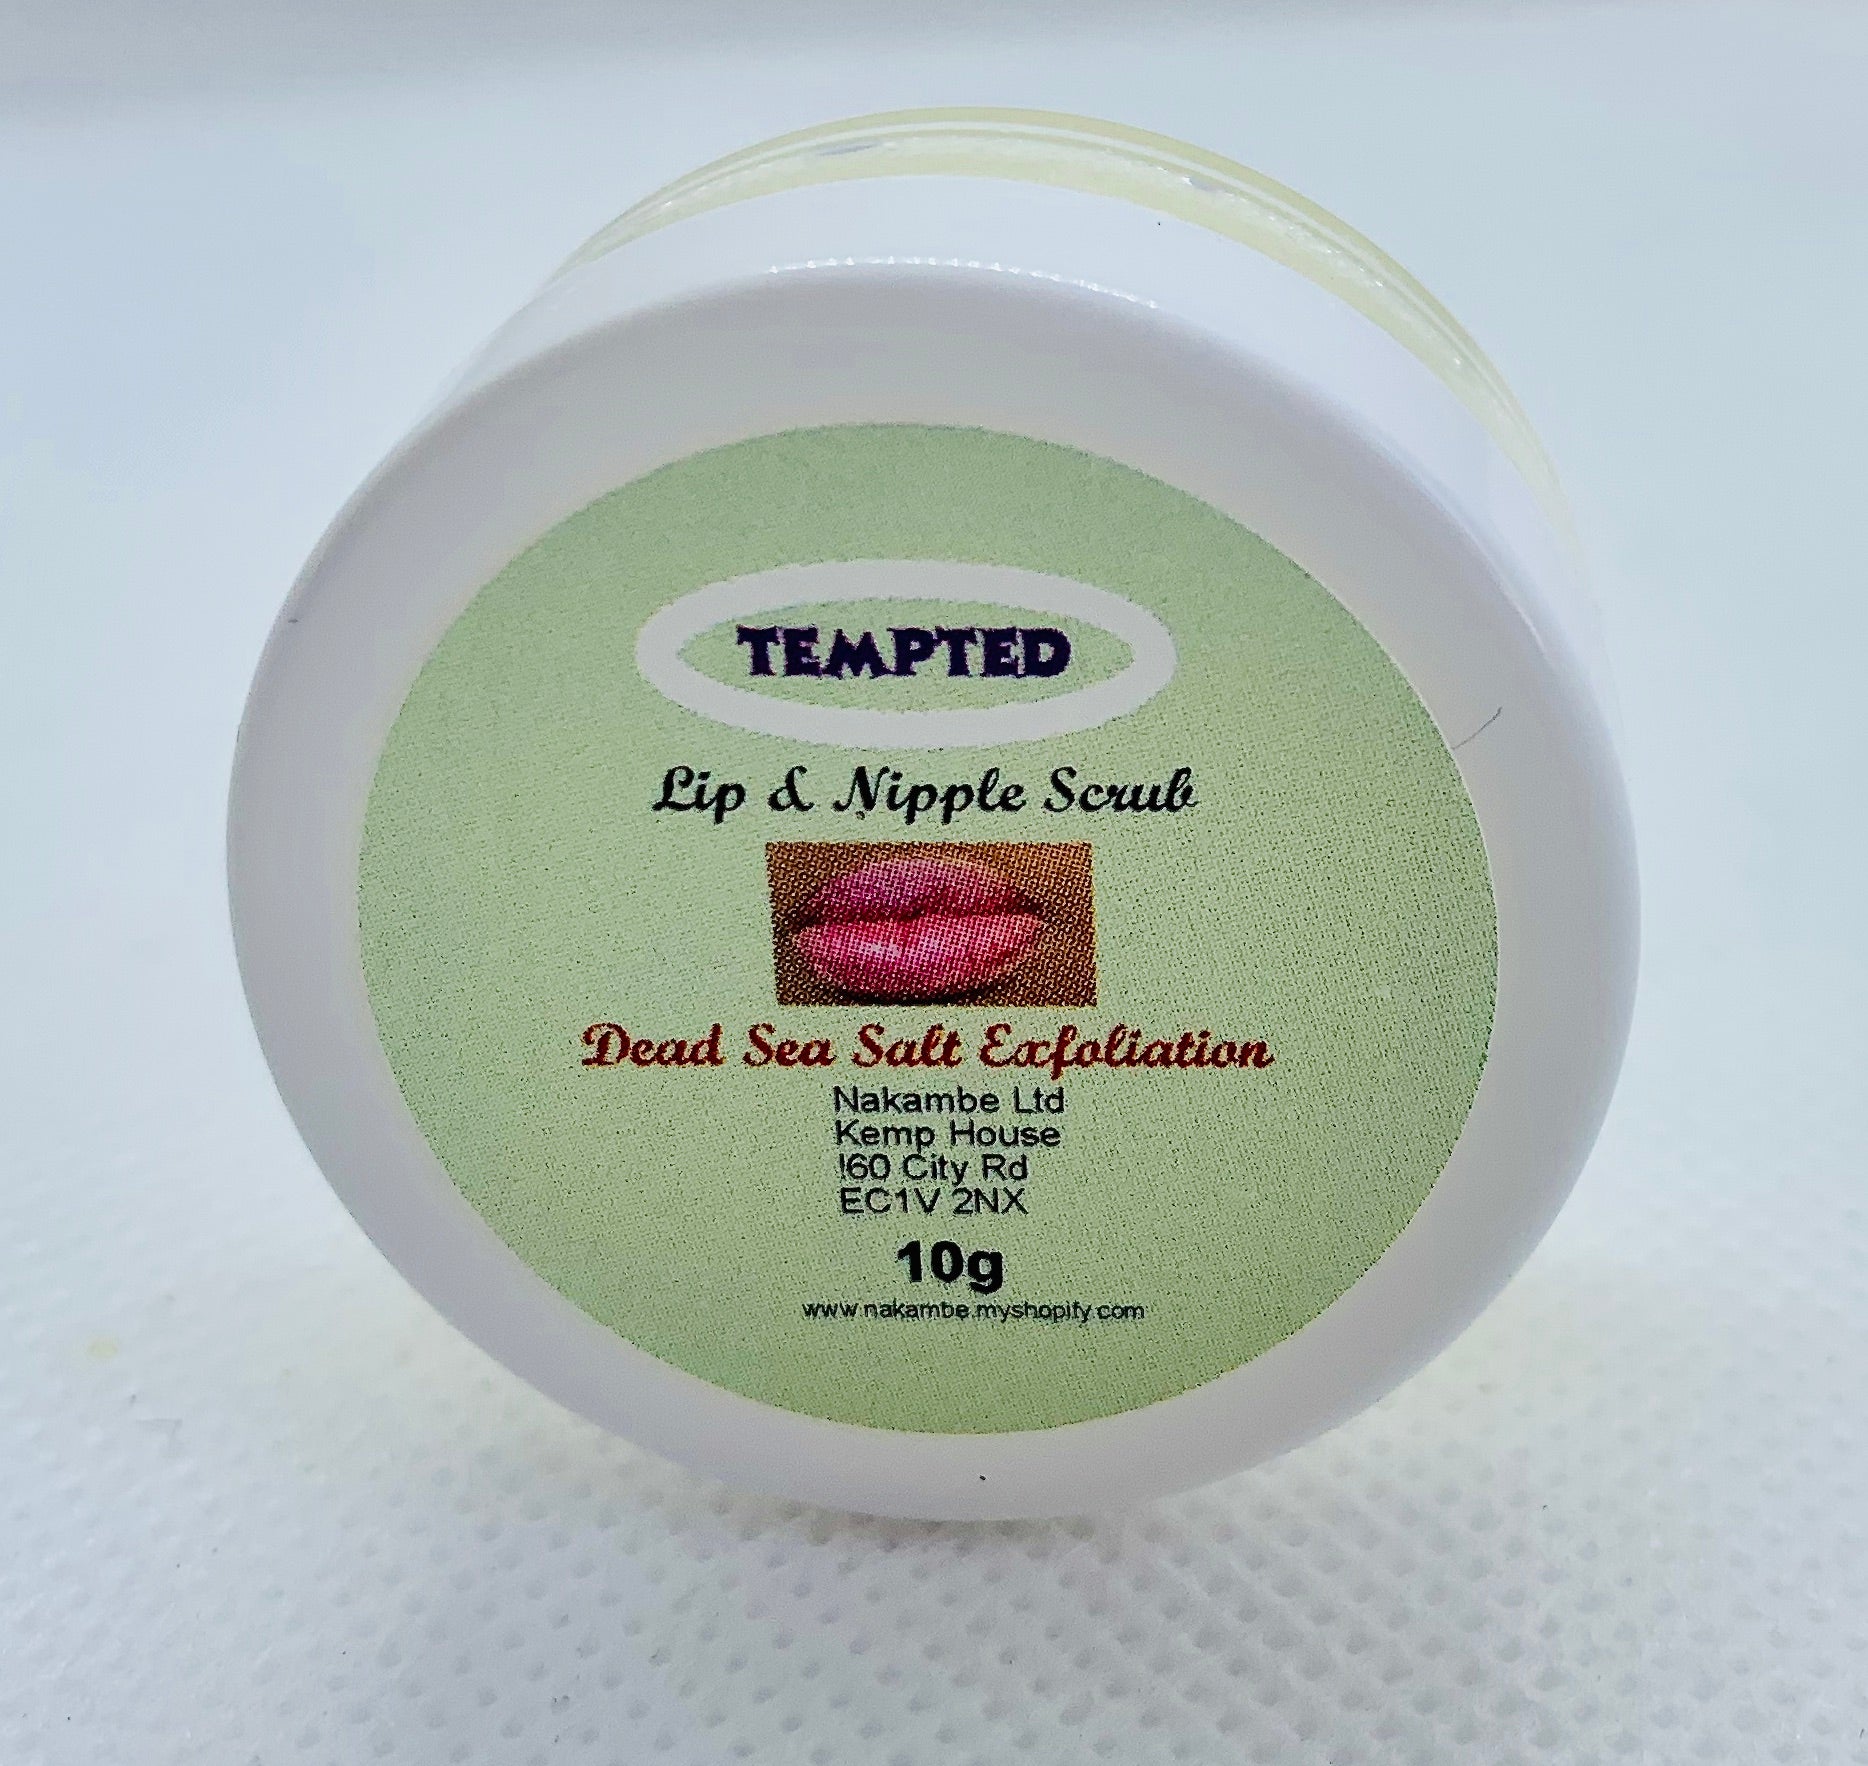 TEMPTED
Lip & Nipple Scrub
Dead Sea Salt Exfoliation
Nakambe Ltd
Kemp House
160 City Rd
EC1V 2NX
10g
www.nakambe.myshopify.com